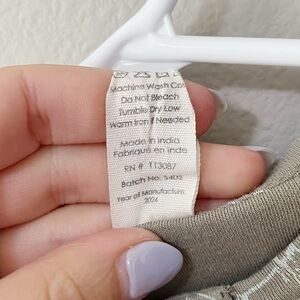 Machine Wash Cold
Do Not Bleach
Tumble Dry Low
Warm Iron If Needed
Made in India
Fabriqué en Inde
RN # 113087
Batch No. 5405
Year of Manufacture:
2024